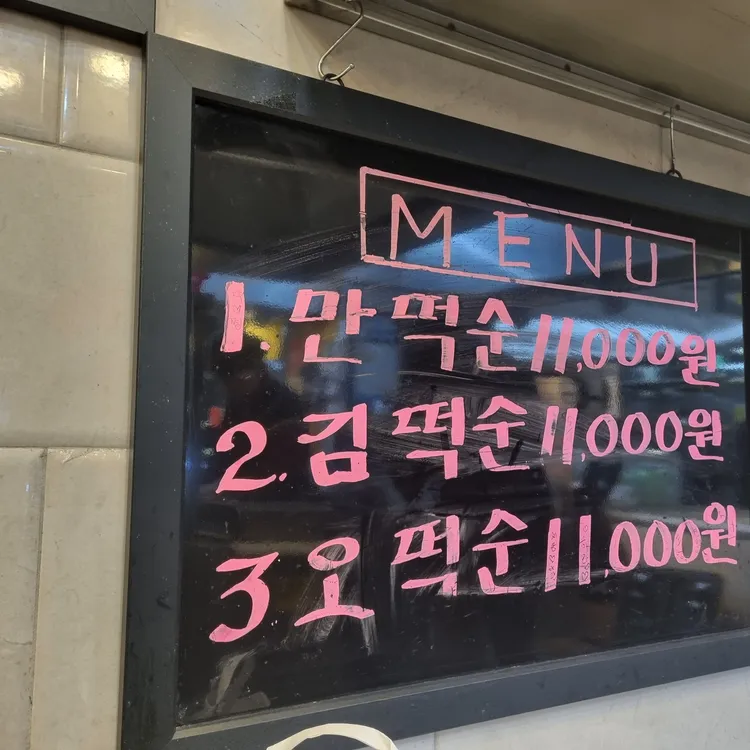 MENU
1. 만떡순 11,000원
2. 김떡순 11,000원
3 오떡순 11,000원